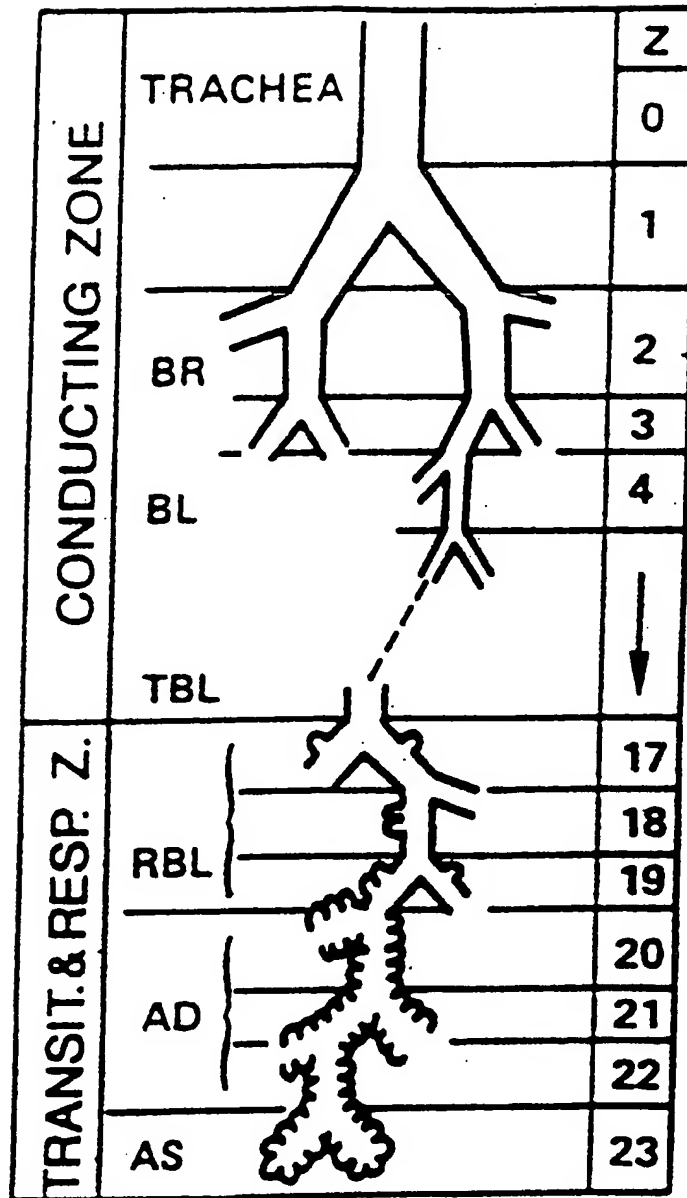 Z
TRACHEA
0
1
BR
2
3
BL
4
TBL
17
18
RBL
19
20
AD
21
22
AS
23
CONDUCTING ZONE
TRANSIT.& RESP. Z.